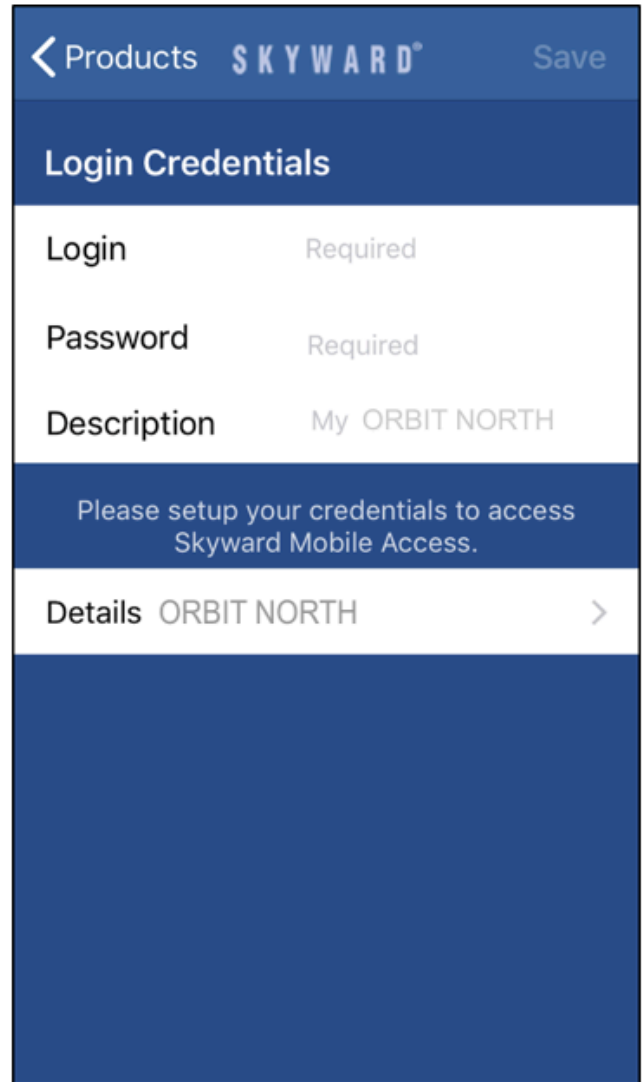 Products SKYWARD® Save
Login Credentials
Login Required
Password Required
Description My ORBIT NORTH
Please setup your credentials to access
Skyward Mobile Access.
Details ORBIT NORTH